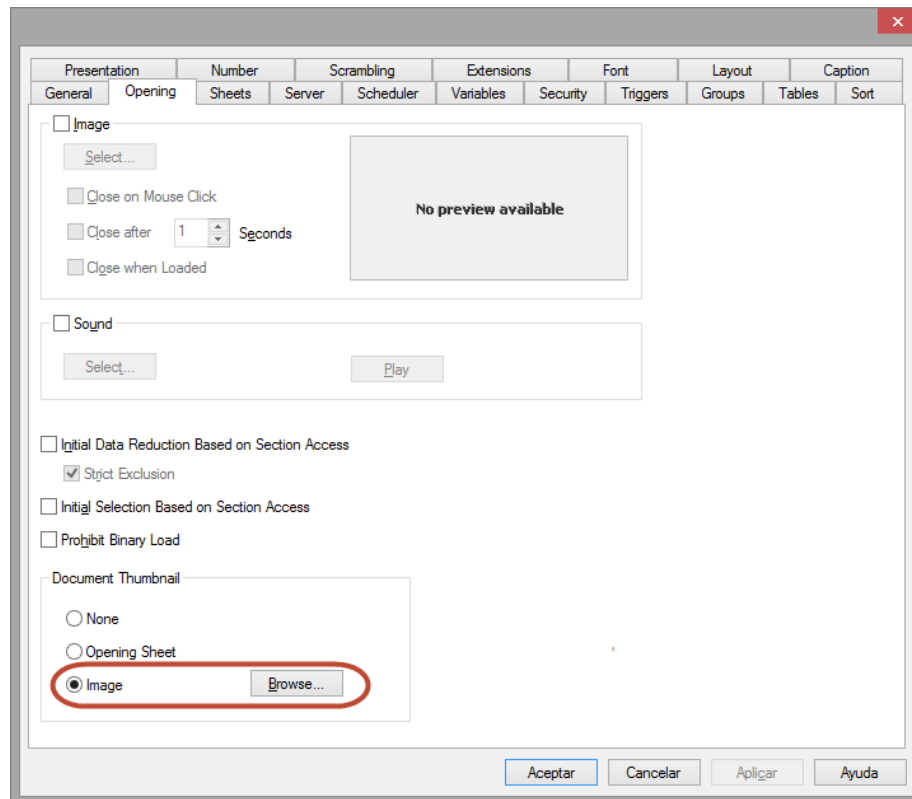 Presentation Number Scrambling Extensions Font Layout Caption
General Opening Sheets Server Scheduler Variables Security Triggers Groups Tables Sort
Image
Select...
No preview available
Close on Mouse Click
Close after 1 Seconds
Close when Loaded
Sound
Select... Play
Initial Data Reduction Based on Section Access
Strict Exclusion
Initial Selection Based on Section Access
Prohibit Binary Load
Document Thumbnail
None
Opening Sheet
Image Browse...
Aceptar Cancelar Aplicar Ayuda